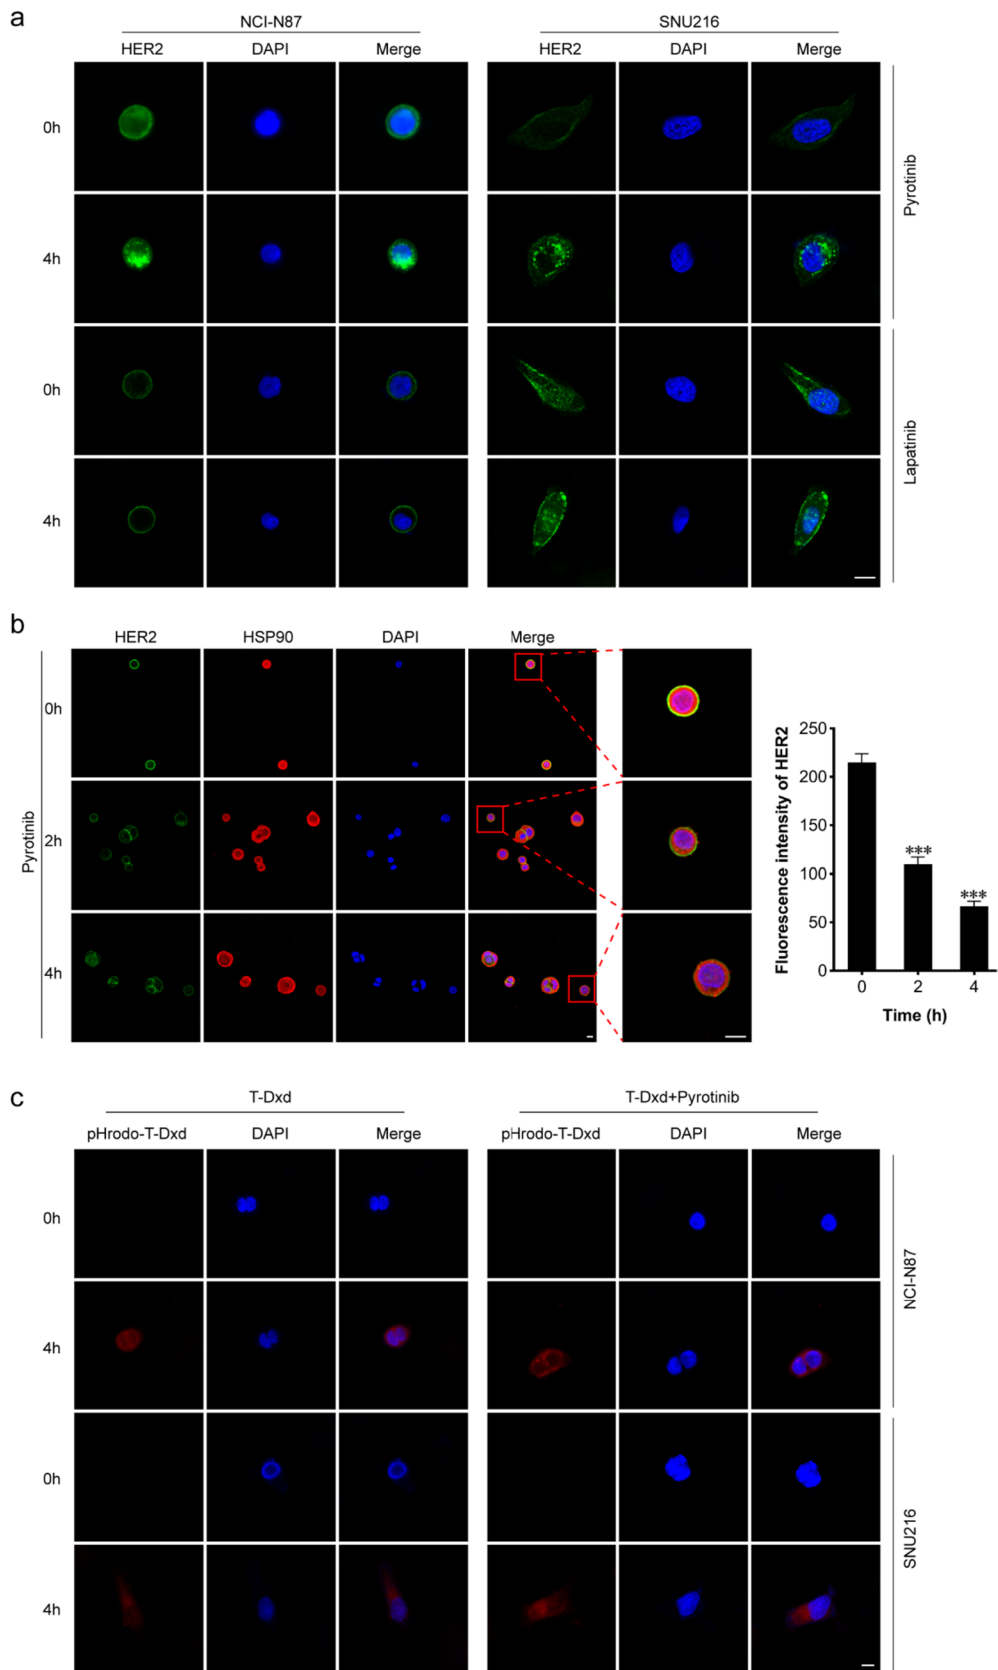 a
NCI-N87
SNU216
HER2 DAPI Merge HER2 DAPI Merge
0h
4h
Pyrotinib
0h
4h
Lapatinib
b
HER2 HSP90 DAPI Merge
Pyrotinib
0h
2h
4h
Fluorescence intensity of HER2
250
200
150
100
50
0
***
***
0 2 4
Time (h)
c
T-Dxd
T-Dxd+Pyrotinib
pHrodo-T-Dxd DAPI Merge pHrodo-T-Dxd DAPI Merge
0h
4h
NCI-N87
0h
4h
SNU216